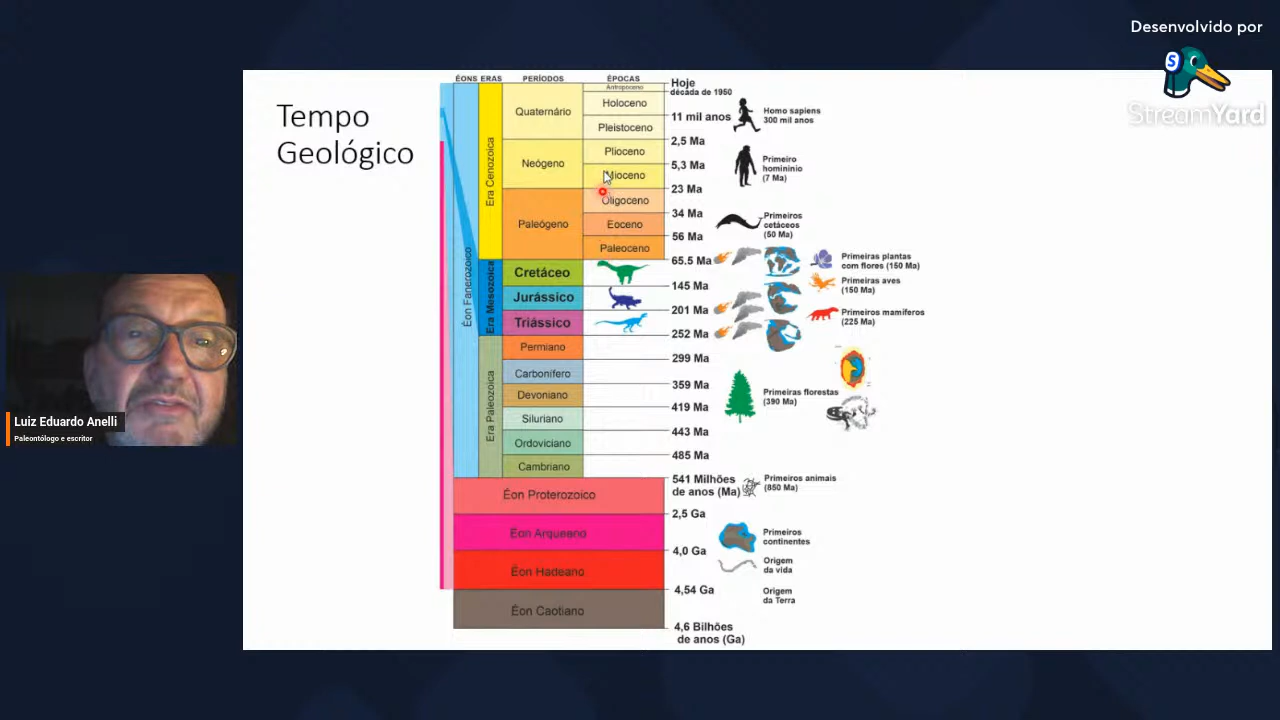 Desenvolvido por
S
StreamYard
Tempo
Geológico
ÉONS ERAS PERÍODOS ÉPOCAS
Hoje
Antropoceno
década de 1950
Quaternário
Holoceno
11 mil anos
Homo sapiens
300 mil anos
Pleistoceno
2,5 Ma
Era Cenozoica
Neógeno
Plioceno
5,3 Ma
Primeiro
hominínio
(7 Ma)
Mioceno
23 Ma
Oligoceno
34 Ma
Primeiros
cetáceos
(50 Ma)
Paleógeno
Eoceno
56 Ma
Paleoceno
65.5 Ma
Primeiras plantas
com flores (150 Ma)
Éon Fanerozoico
Era Mesozoica
Cretáceo
145 Ma
Primeiras aves
(150 Ma)
Jurássico
201 Ma
Primeiros mamíferos
(225 Ma)
Triássico
252 Ma
Era Paleozoica
Permiano
299 Ma
Carbonífero
359 Ma
Primeiras florestas
(390 Ma)
Devoniano
419 Ma
Siluriano
443 Ma
Ordoviciano
485 Ma
Cambriano
541 Milhões
de anos (Ma)
Primeiros animais
(850 Ma)
Éon Proterozoico
2,5 Ga
Éon Arqueano
Primeiros
continentes
4,0 Ga
Origem
da vida
Éon Hadeano
4,54 Ga
Origem
da Terra
Éon Caotiano
4,6 Bilhões
de anos (Ga)
Luiz Eduardo Anelli
Paleontólogo e escritor